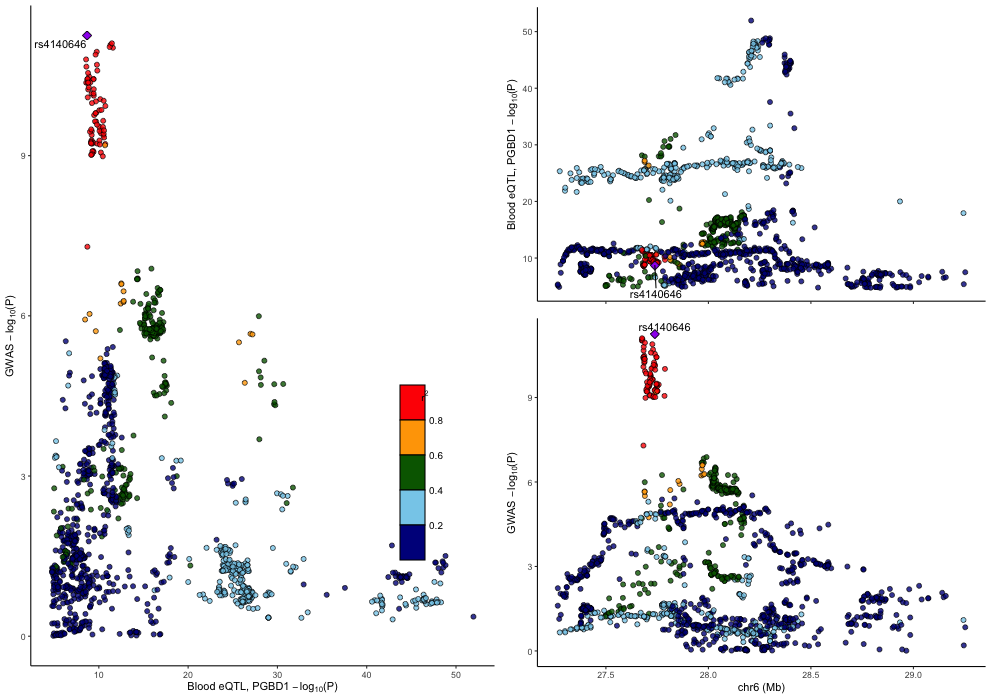 rs4140646
GWAS −log10(P)
9
6
3
0
10
20
30
40
50
Blood eQTL, PGBD1 −log10(P)
r2
0.8
0.6
0.4
0.2
Blood eQTL, PGBD1 −log10(P)
50
40
30
20
10
rs4140646
rs4140646
GWAS −log10(P)
9
6
3
0
27.5
28.0
28.5
29.0
chr6 (Mb)